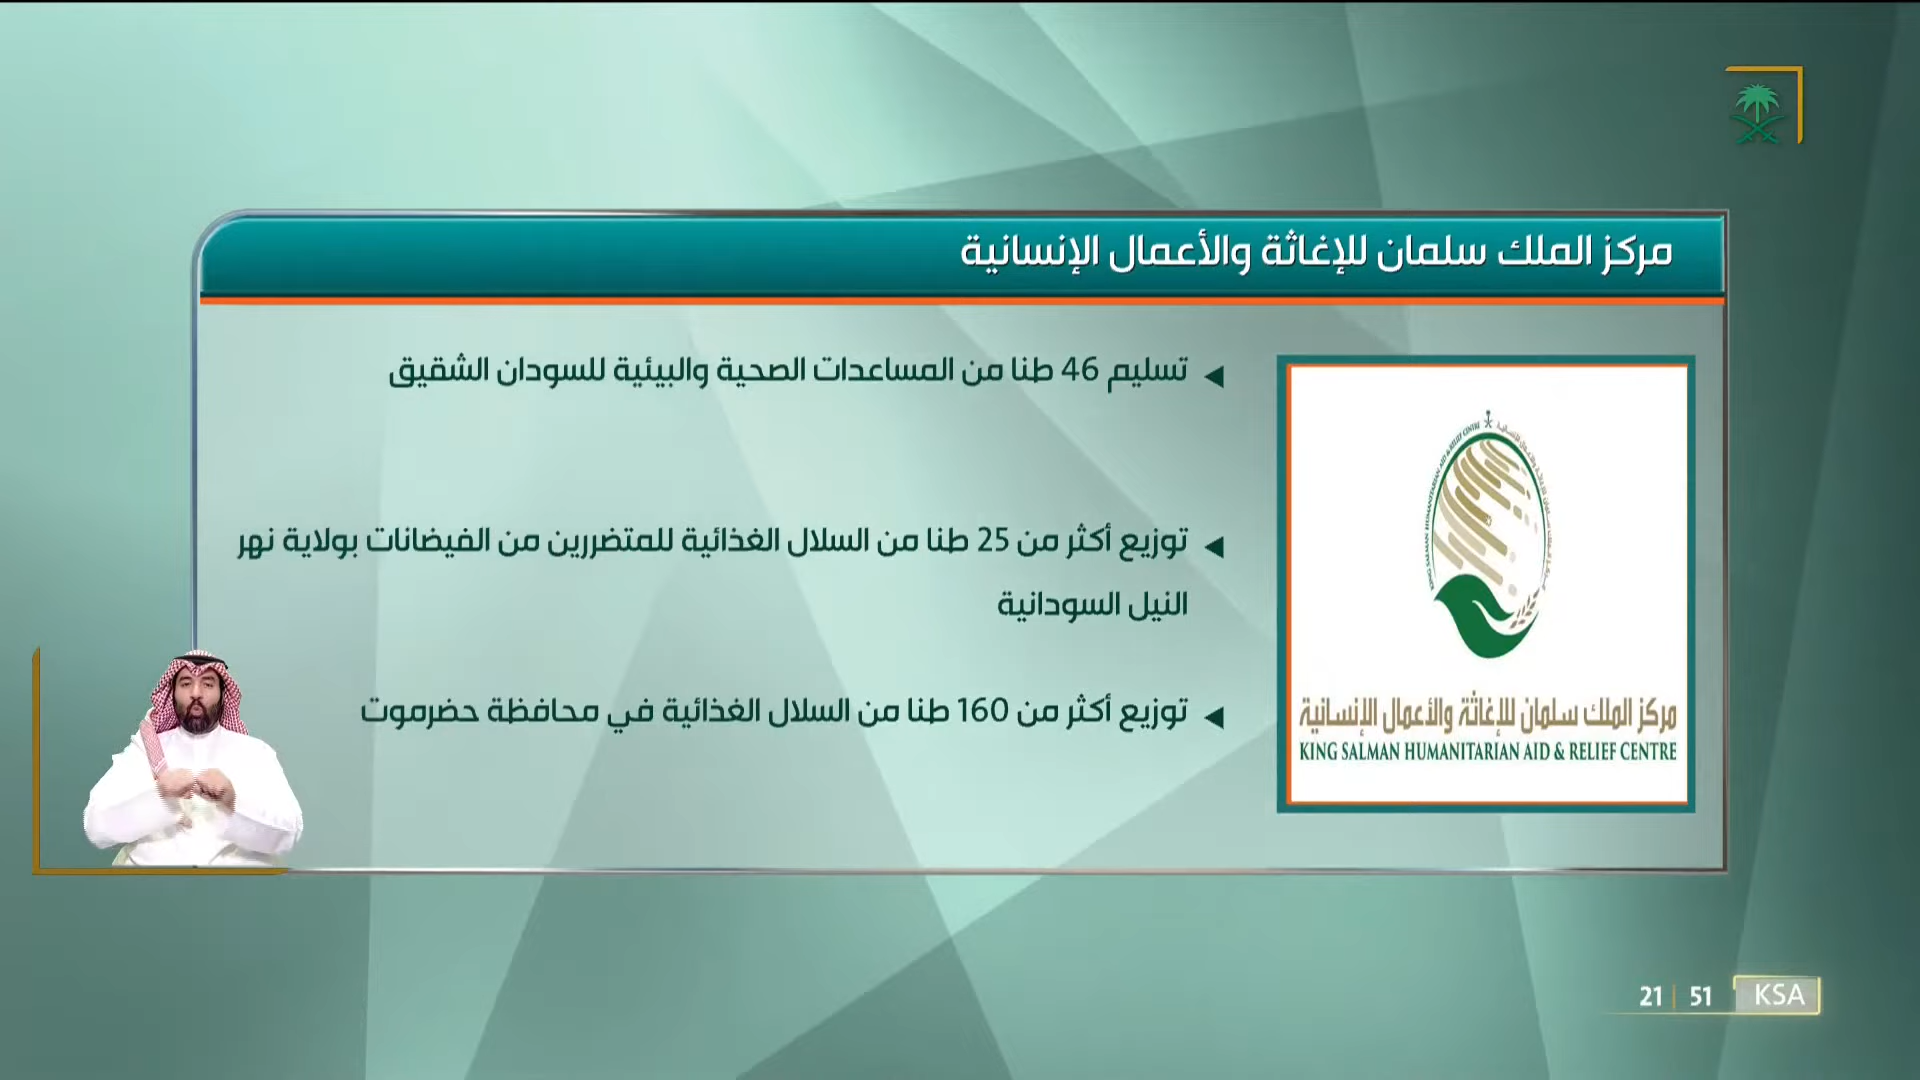 مركز الملك سلمان للإغاثة والأعمال الإنسانية
تسليم 46 طنا من المساعدات الصحية والبيئية للسودان الشقيق
توزيع أكثر من 25 طنا من السلال الغذائية للمتضررين من الفيضانات بولاية نهر
النيل السودانية
توزيع أكثر من 160 طنا من السلال الغذائية في محافظة حضرموت
مركز الملك سلمان للإغاثة والأعمال الإنسانية
KING SALMAN HUMANITARIAN AID & RELIEF CENTRE
21 | 51 KSA